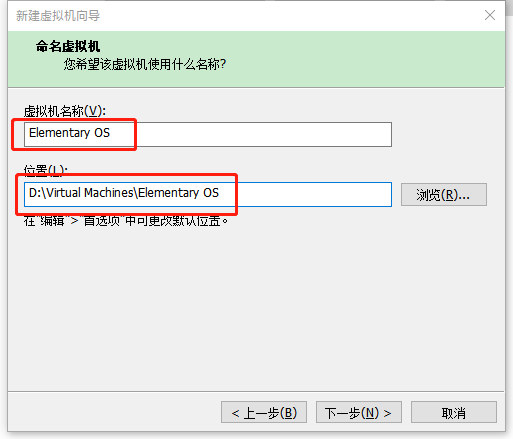 新建虚拟机向导
命名虚拟机
您希望该虚拟机使用什么名称?
虚拟机名称(V):
Elementary OS
位置(L):
D:\Virtual Machines\Elementary OS
浏览(R)...
在"编辑">"首选项"中可更改默认位置。
< 上一步(B)
下一步(N) >
取消